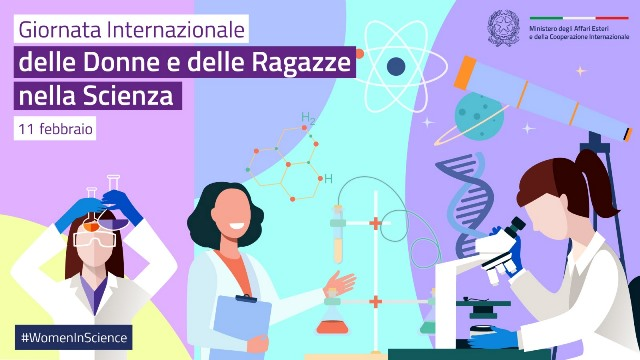 Giornata Internazionale
delle Donne e delle Ragazze
nella Scienza
11 febbraio
Ministero degli Affari Esteri
e della Cooperazione Internazionale
H2
H
#WomenInScience